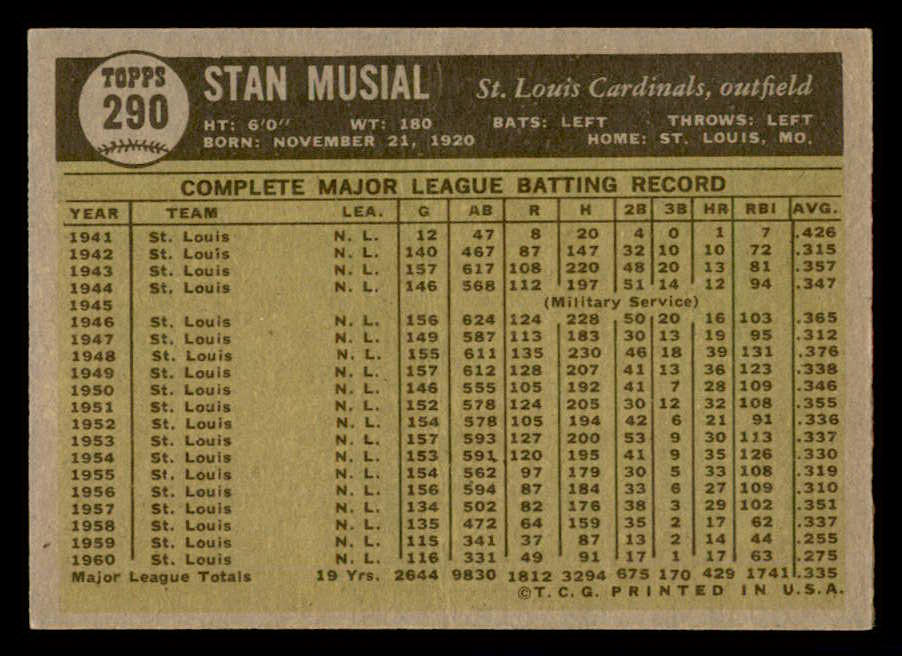 TOPPS
290
STAN MUSIAL St. Louis Cardinals, outfield
HT: 6'0" WT: 180 BATS: LEFT THROWS: LEFT
BORN: NOVEMBER 21, 1920 HOME: ST. LOUIS, MO.
COMPLETE MAJOR LEAGUE BATTING RECORD
YEAR TEAM LEA. G AB R H 2B 3B HR RBI AVG.
1941 St. Louis N. L. 12 47 8 20 4 0 1 7 .426
1942 St. Louis N. L. 140 467 87 147 32 10 10 72 .315
1943 St. Louis N. L. 157 617 108 220 48 20 13 81 .357
1944 St. Louis N. L. 146 568 112 197 51 14 12 94 .347
1945 (Military Service)
1946 St. Louis N. L. 156 624 124 228 50 20 16 103 .365
1947 St. Louis N. L. 149 587 113 183 30 13 19 95 .312
1948 St. Louis N. L. 155 611 135 230 46 18 39 131 .376
1949 St. Louis N. L. 157 612 128 207 41 13 36 123 .338
1950 St. Louis N. L. 146 555 105 192 41 7 28 109 .346
1951 St. Louis N. L. 152 578 124 205 30 12 32 108 .355
1952 St. Louis N. L. 154 578 105 194 42 6 21 91 .336
1953 St. Louis N. L. 157 593 127 200 53 9 30 113 .337
1954 St. Louis N. L. 153 591 120 195 41 9 35 126 .330
1955 St. Louis N. L. 154 562 97 179 30 5 33 108 .319
1956 St. Louis N. L. 156 594 87 184 33 6 27 109 .310
1957 St. Louis N. L. 134 502 82 176 38 3 29 102 .351
1958 St. Louis N. L. 135 472 64 159 35 2 17 62 .337
1959 St. Louis N. L. 115 341 37 87 13 2 14 44 .255
1960 St. Louis N. L. 116 331 49 91 17 1 17 63 .275
Major League Totals 19 Yrs. 2644 9830 1812 3294 675 170 429 1741 .335
©T.C.G. PRINTED IN U.S.A.